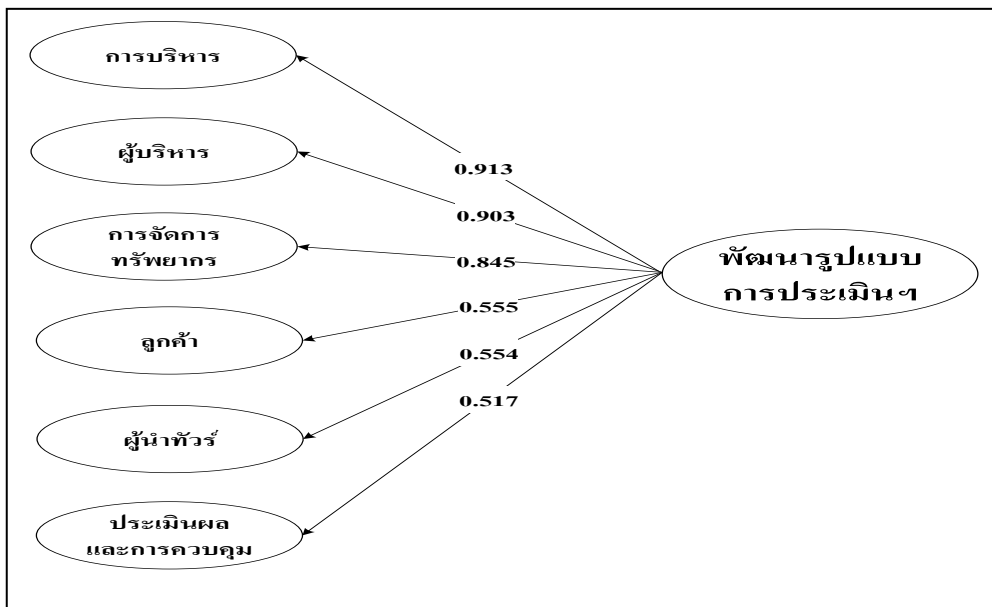 การบริหาร
ผู้บริหาร
การจัดการ
ทรัพยากร
ลูกค้า
ผู้นำทัวร์
ประเมินผล
และการควบคุม
0.913
0.903
0.845
0.555
0.554
0.517
พัฒนารูปแบบ
การประเมินฯ